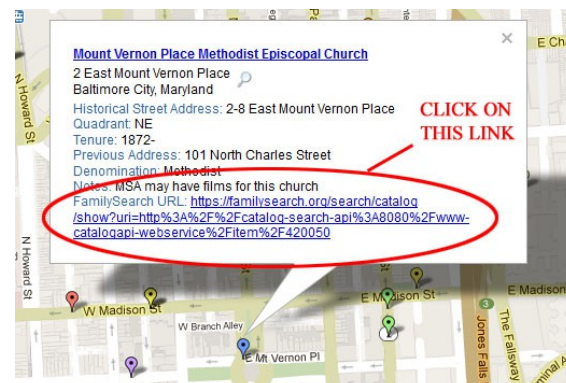 E Ch
Mount Vernon Place Methodist Episcopal Church
2 East Mount Vernon Place
Baltimore City, Maryland
Historical Street Address: 2-8 East Mount Vernon Place
Quadrant: NE
Tenure: 1872-
Previous Address: 101 North Charles Street
Denomination: Methodist
Notes: MSA may have films for this church
FamilySearch URL: https://familysearch.org/search/catalog
/show?uri=http%3A%2F%2Fcatalog-search-api%3A8080%2Fwww-
catalogapi-webservice%2Fitem%2F420050
CLICK ON
THIS LINK
N Howard St
N Howard St
W Madison St
E Madison St
E Madison
W Branch Alley
E Mt Vernon Pl
3
Jones Falls
The Fallsway